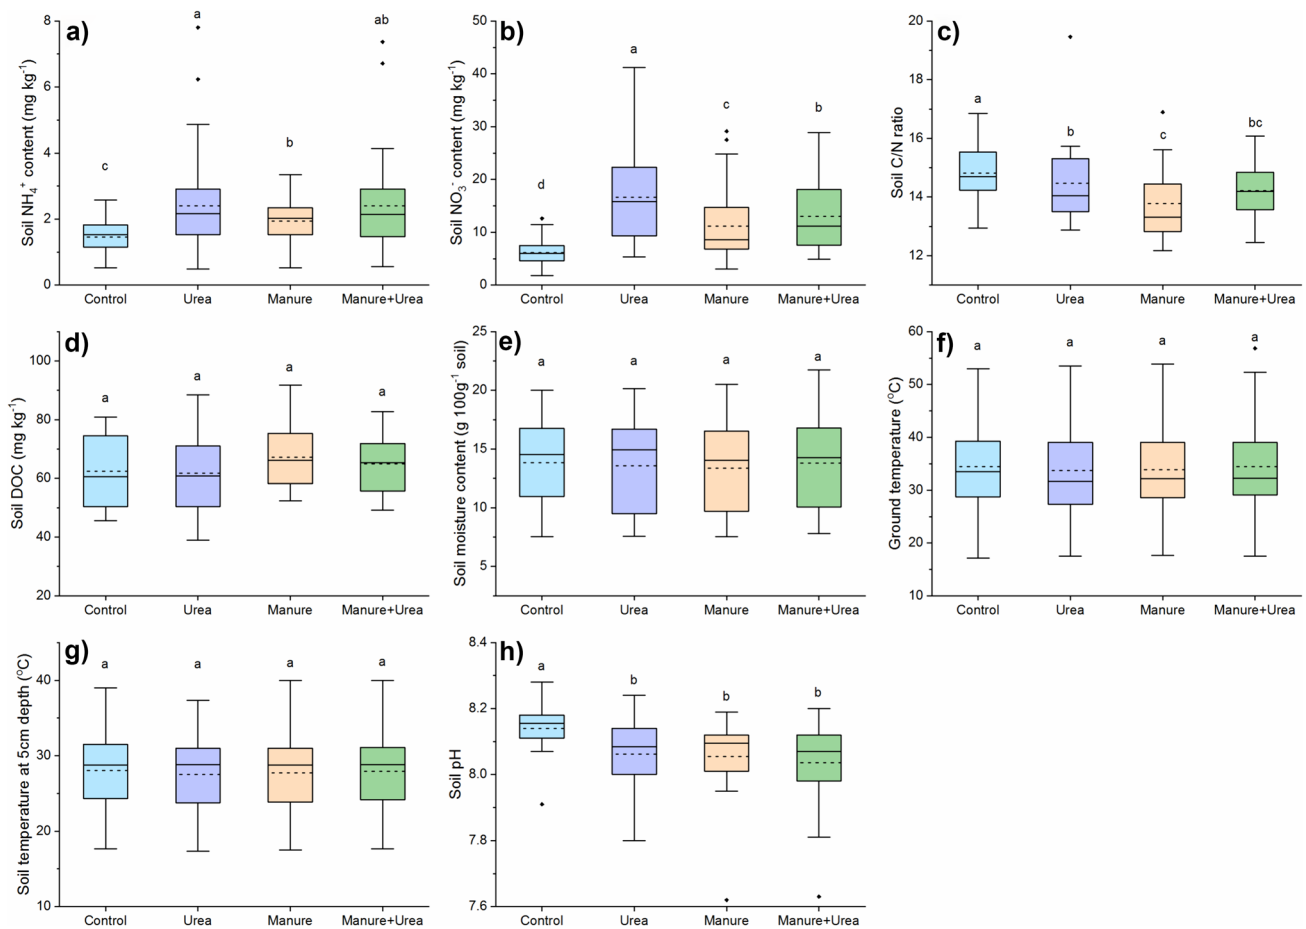 a)
Soil NH4+ content (mg kg-1)
8
6
4
2
0
c
a
b
ab
Control Urea Manure Manure+Urea
b)
Soil NO3- content (mg kg-1)
50
40
30
20
10
0
d
a
c
b
Control Urea Manure Manure+Urea
c)
Soil C/N ratio
20
18
16
14
12
a
b
c
bc
Control Urea Manure Manure+Urea
d)
Soil DOC (mg kg-1)
100
80
60
40
20
a
a
a
a
Control Urea Manure Manure+Urea
e)
Soil moisture content (g 100g-1 soil)
25
20
15
10
5
a
a
a
a
Control Urea Manure Manure+Urea
f)
Ground temperature (oC)
60
50
40
30
20
10
a
a
a
a
Control Urea Manure Manure+Urea
g)
Soil temperature at 5cm depth (oC)
40
30
20
10
a
a
a
a
Control Urea Manure Manure+Urea
h)
Soil pH
8.4
8.2
8.0
7.8
7.6
a
b
b
b
Control Urea Manure Manure+Urea